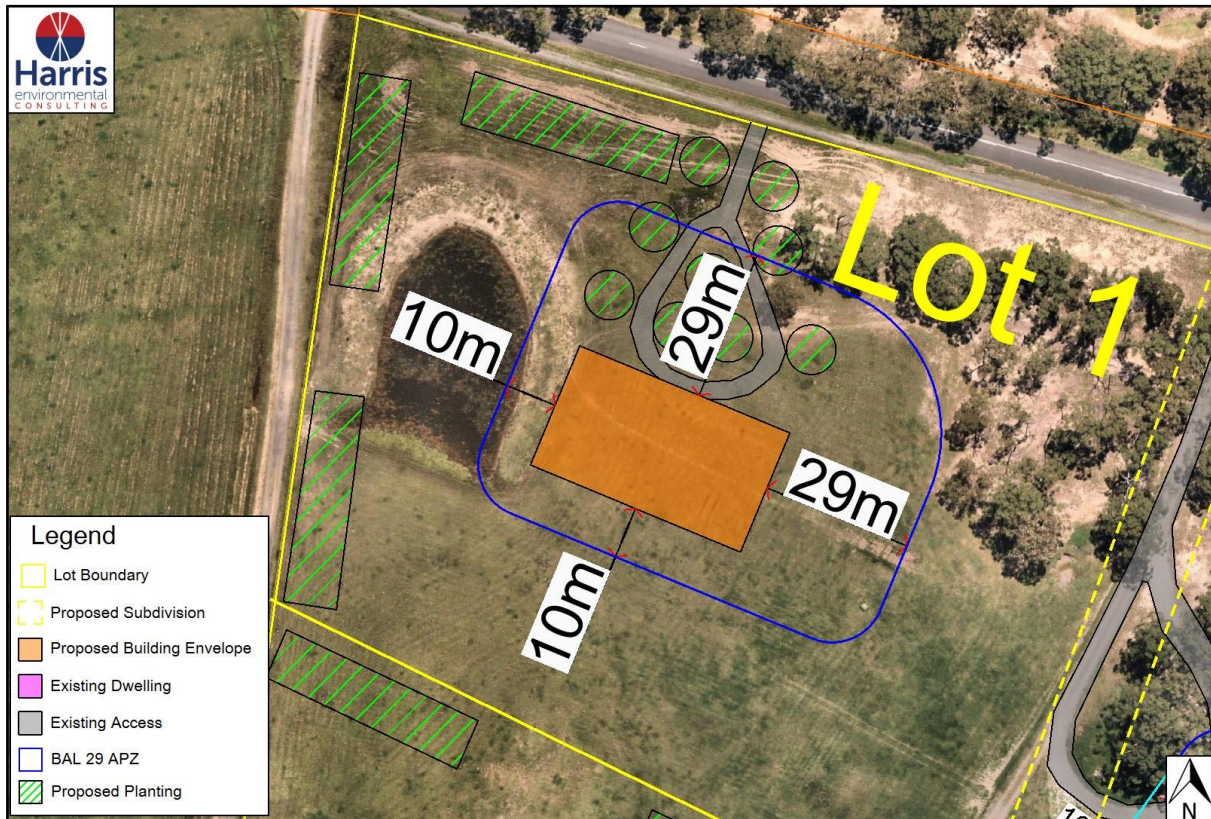 Harris
environmental
CONSULTING
Lot 1
29m
10m
29m
10m
Legend
Lot Boundary
Proposed Subdivision
Proposed Building Envelope
Existing Dwelling
Existing Access
BAL 29 APZ
Proposed Planting
N